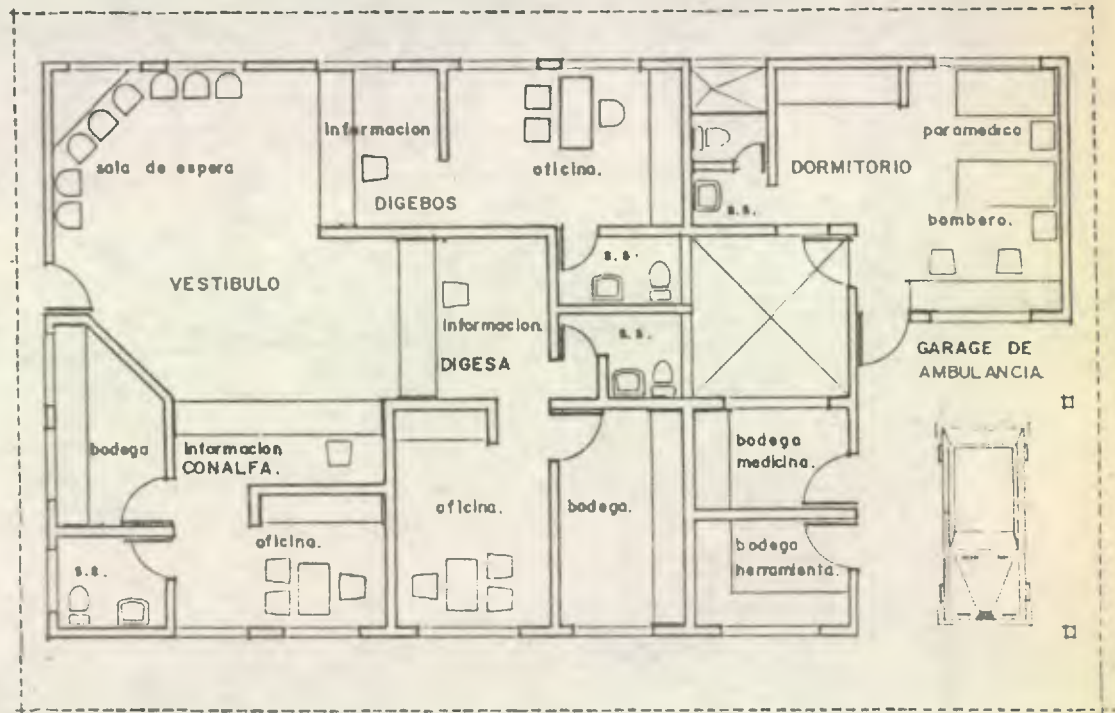 sala de espera
VESTIBULO
informacion
DIGEBOS
oficina.
s.s.
DORMITORIO
paramedico
bombero.
s.s.
informacion.
DIGESA
s.s.
GARAGE DE
AMBULANCIA
bodega
informacion
CONALFA.
oficina.
s.s.
oficina.
bodega.
bodega
medicina.
bodega
herramienta.